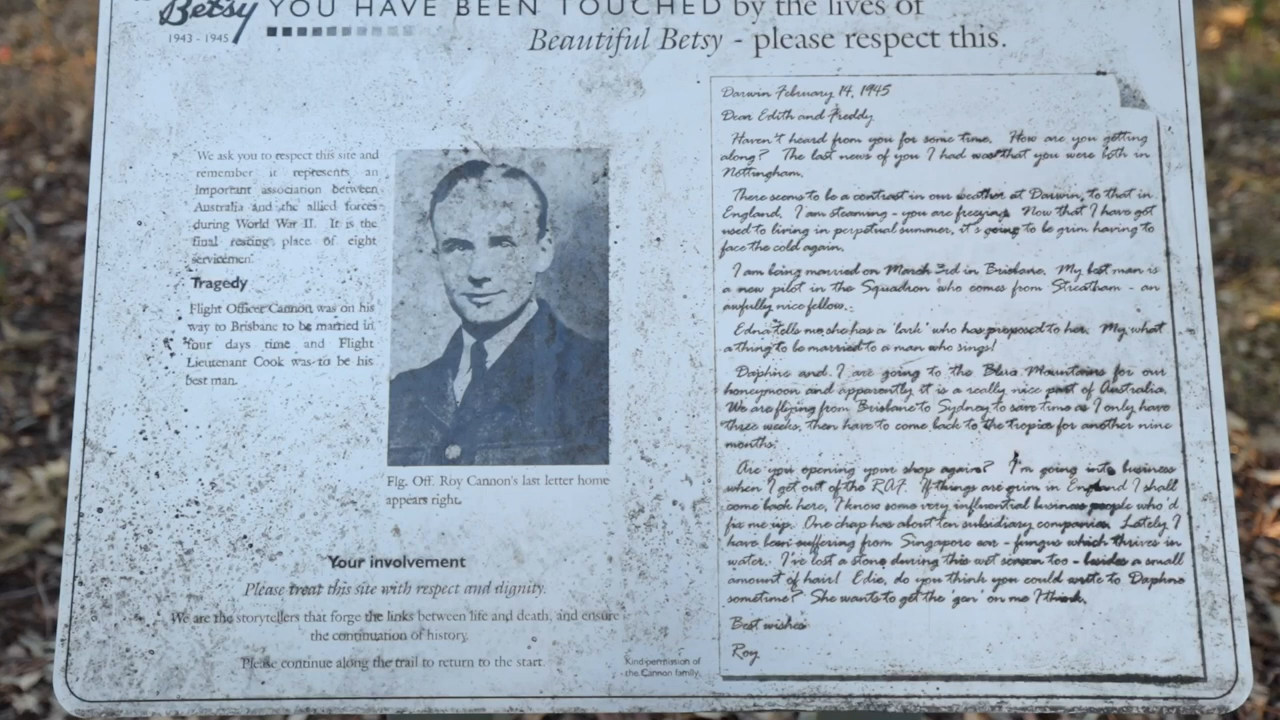 Betsy YOU HAVE BEEN TOUCHED by the lives of
1943 - 1945
Beautiful Betsy - please respect this.
We ask you to respect this site and
remember it represents an
important association between
Australia and the allied forces
during World War II. It is the
final resting place of eight
servicemen.
Tragedy
Flight Officer Cannon was on his
way to Brisbane to be married in
four days time and Flight
Lieutenant Cook was to be his
best man.
Flg. Off. Roy Cannon's last letter home
appears right.
Your involvement
Please treat this site with respect and dignity.
We are the storytellers that forge the links between life and death, and ensure
the continuation of history.
Please continue along the trail to return to the start.
Kind permission of
the Cannon family.
Darwin February 14, 1945
Dear Edith and Freddy
Haven't heard from you for some time. How are you getting
along? The last news of you I had was that you were both in
Nottingham.
There seems to be a contrast in our weather at Darwin, to that in
England. I am steaming - you are freezing. Now that I have got
used to living in perpetual summer, it's going to be grim having to
face the cold again.
I am being married on March 3rd in Brisbane. My best man is
a new pilot in the Squadron who comes from Streatham - an
awfully nice fellow.
Edna tells me she has a 'lark' who has proposed to her. My, what
a thing to be married to a man who sings!
Daphne and I are going to the Blue Mountains for our
honeymoon and apparently it is a really nice part of Australia.
We are flying from Brisbane to Sydney to save time as I only have
three weeks, then have to come back to the tropics for another nine
months.
Are you opening your shop again? I'm going into business
when I get out of the RAF. If things are grim in England I shall
come back here, I know some very influential business people who'd
fix me up. One chap has about ten subsidiary companies. Lately I
have been suffering from Singapore ear - fungus which thrives in
water. I've lost a stone during this wet season too - besides a small
amount of hair! Edie, do you think you could write to Daphne
sometime? She wants to get the 'gen' on me I think.
Best wishes
Roy